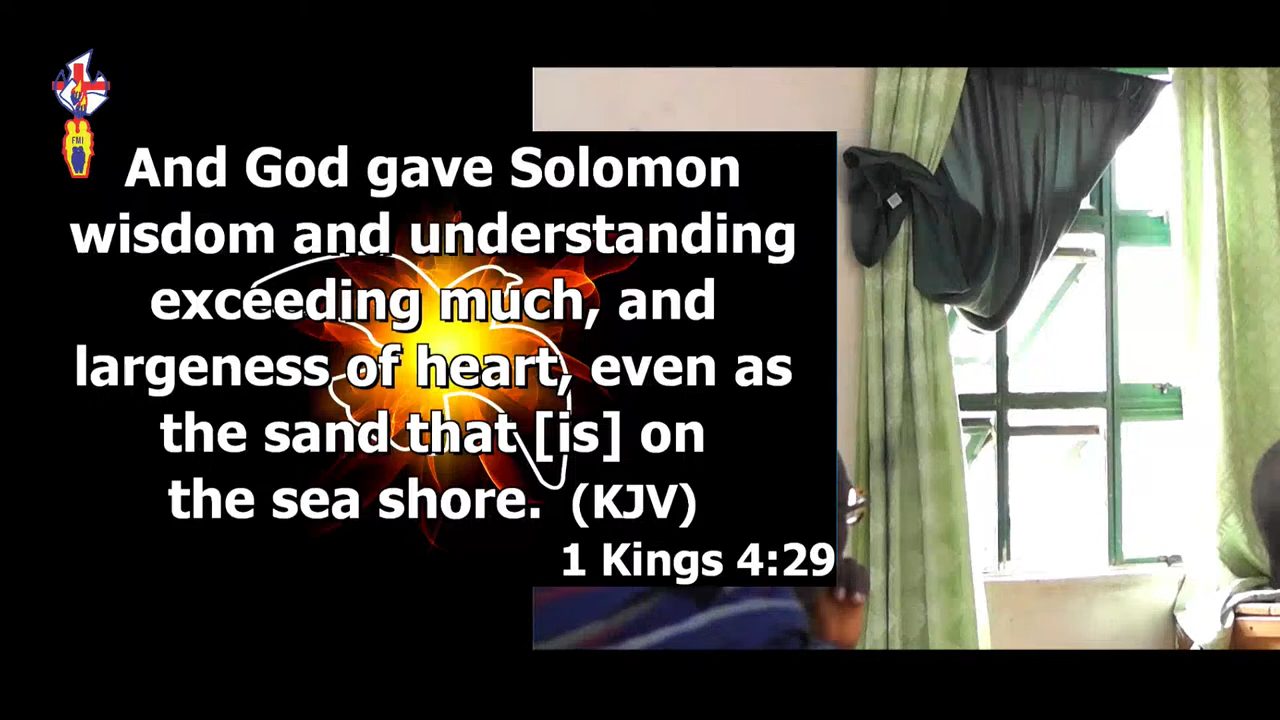 FMI
And God gave Solomon
wisdom and understanding
exceeding much, and
largeness of heart, even as
the sand that [is] on
the sea shore. (KJV)
1 Kings 4:29